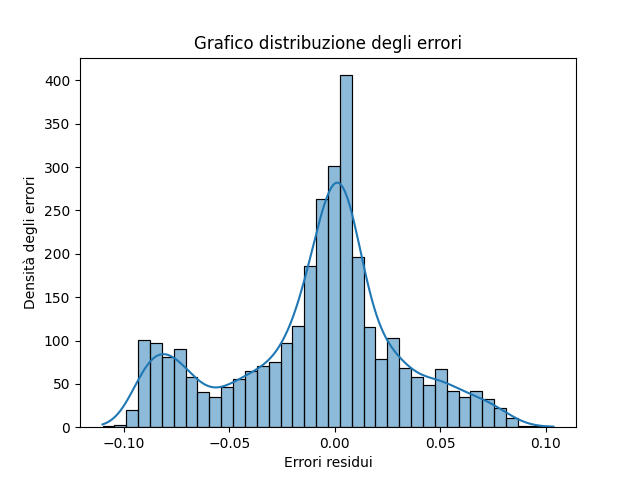 Grafico distribuzione degli errori
400
350
300
250
200
150
100
50
0
Densità degli errori
−0.10 −0.05 0.00 0.05 0.10
Errori residui